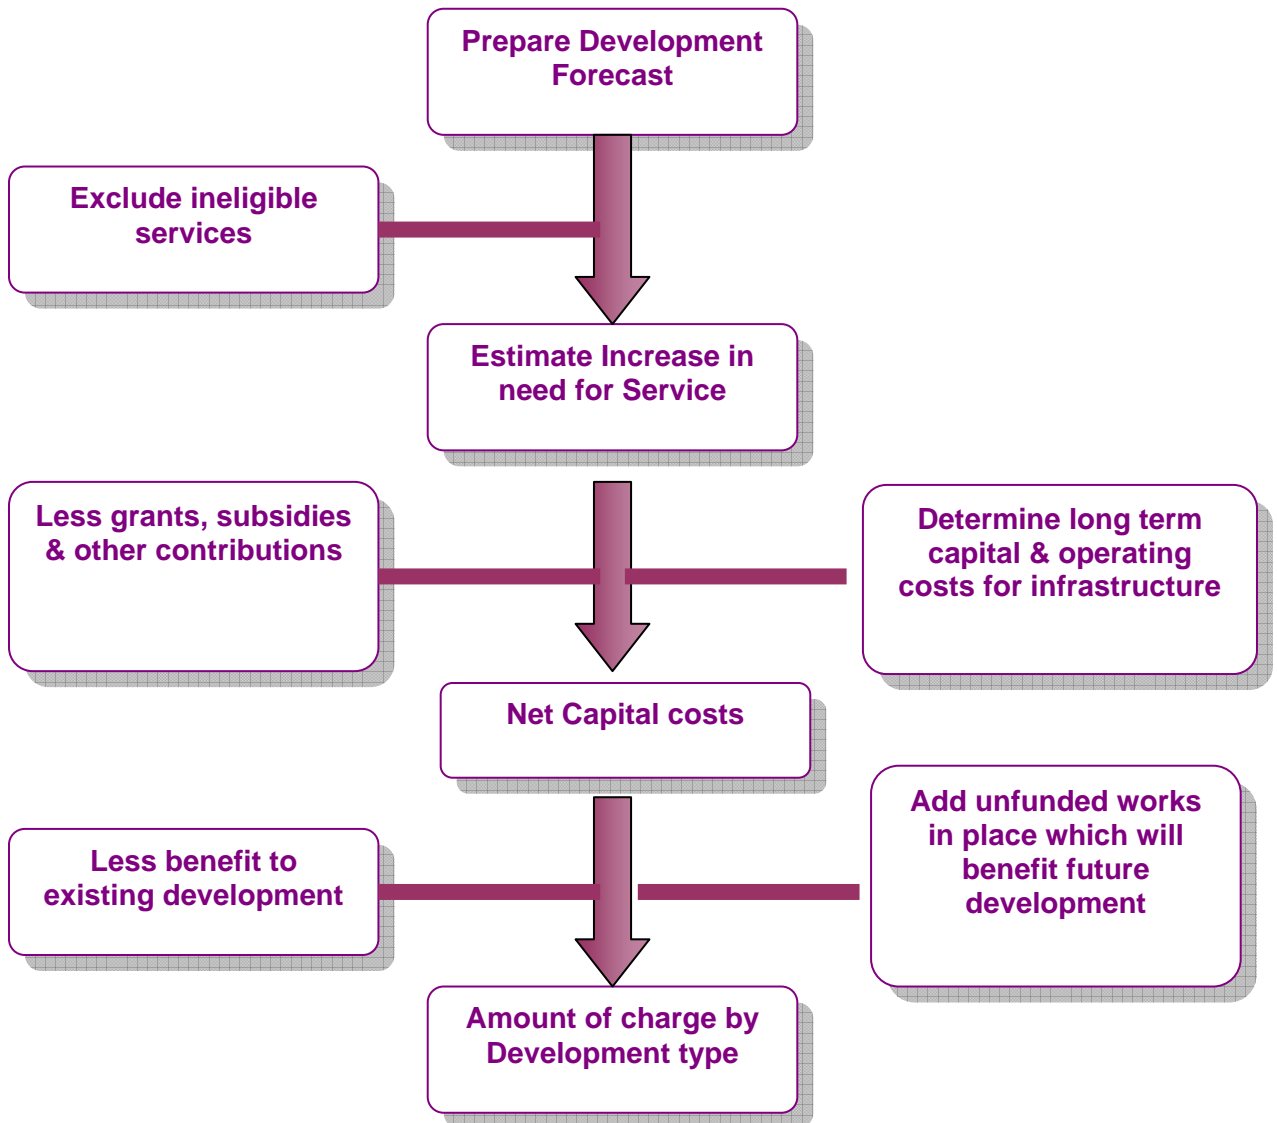 Prepare Development
Forecast
Exclude ineligible
services
Estimate Increase in
need for Service
Less grants, subsidies
& other contributions
Determine long term
capital & operating
costs for infrastructure
Net Capital costs
Less benefit to
existing development
Add unfunded works
in place which will
benefit future
development
Amount of charge by
Development type